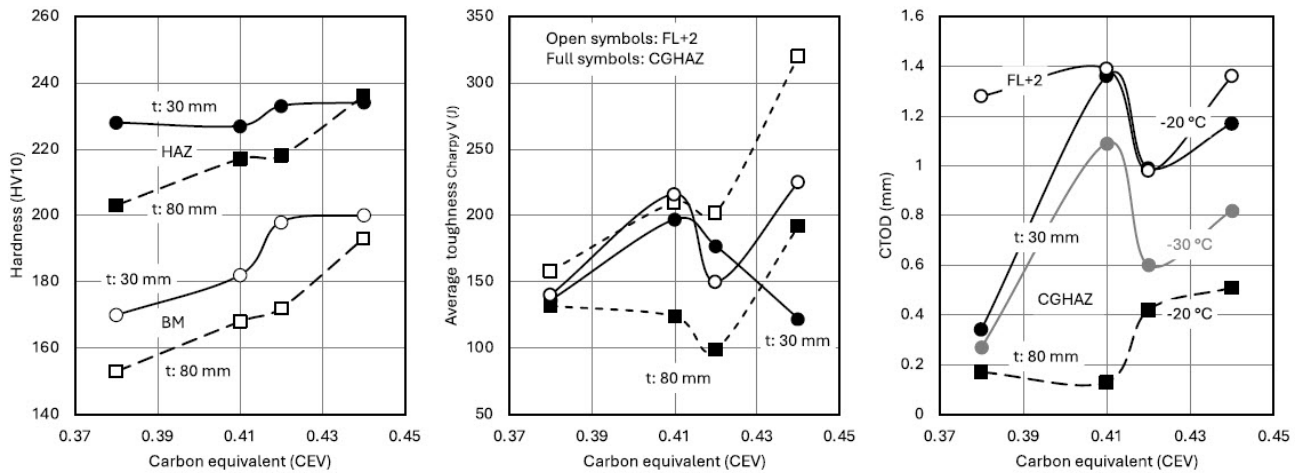 260
240
220
200
180
160
140
Hardness (HV10)
t: 30 mm
HAZ
t: 80 mm
t: 30 mm
BM
t: 80 mm
0.37
0.39
0.41
0.43
0.45
Carbon equivalent (CEV)
350
300
250
200
150
100
50
Average toughness Charpy V (J)
Open symbols: FL+2
Full symbols: CGHAZ
t: 30 mm
t: 80 mm
0.37
0.39
0.41
0.43
0.45
Carbon equivalent (CEV)
1.6
1.4
1.2
1
0.8
0.6
0.4
0.2
0
CTOD (mm)
FL+2
-20 ºC
t: 30 mm
-30 ºC
CGHAZ
-20 ºC
t: 80 mm
0.37
0.39
0.41
0.43
0.45
Carbon equivalent (CEV)